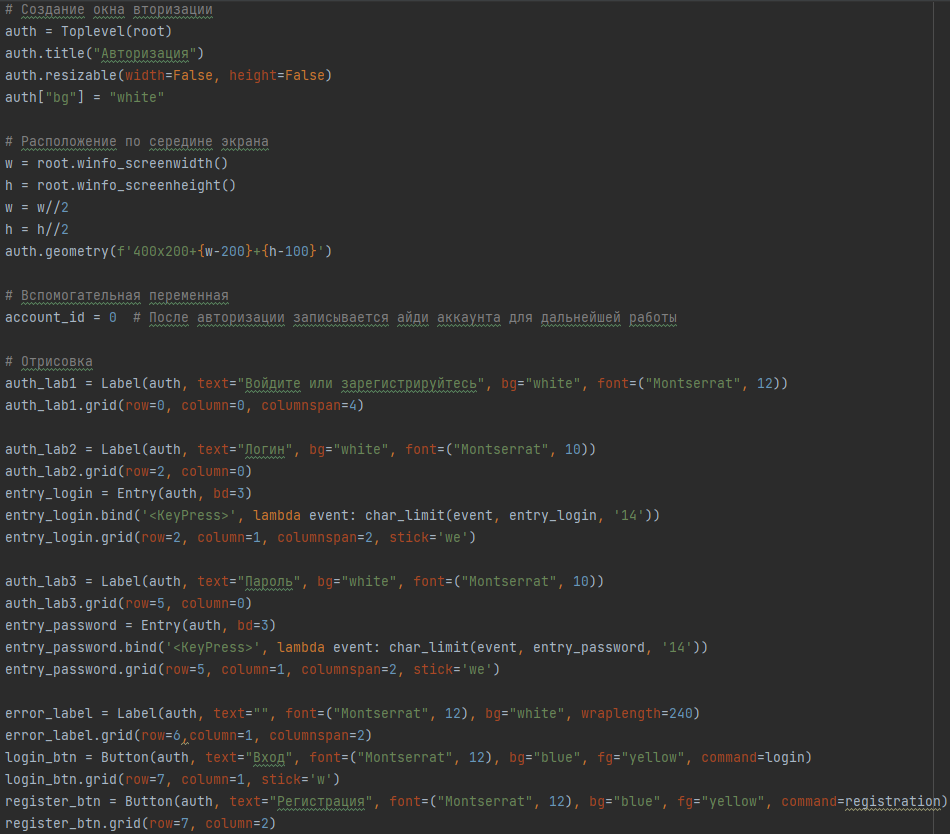 # Создание окна вторизации
auth = Toplevel(root)
auth.title("Авторизация")
auth.resizable(width=False, height=False)
auth["bg"] = "white"
# Расположение по середине экрана
w = root.winfo_screenwidth()
h = root.winfo_screenheight()
w = w//2
h = h//2
auth.geometry(f'400x200+{w-200}+{h-100}')
# Вспомогательная переменная
account_id = 0  # После авторизации записывается айди аккаунта для дальнейшей работы
# Отрисовка
auth_lab1 = Label(auth, text="Войдите или зарегистрируйтесь", bg="white", font=("Montserrat", 12))
auth_lab1.grid(row=0, column=0, columnspan=4)
auth_lab2 = Label(auth, text="Логин", bg="white", font=("Montserrat", 10))
auth_lab2.grid(row=2, column=0)
entry_login = Entry(auth, bd=3)
entry_login.bind('<KeyPress>', lambda event: char_limit(event, entry_login, '14'))
entry_login.grid(row=2, column=1, columnspan=2, stick='we')
auth_lab3 = Label(auth, text="Пароль", bg="white", font=("Montserrat", 10))
auth_lab3.grid(row=5, column=0)
entry_password = Entry(auth, bd=3)
entry_password.bind('<KeyPress>', lambda event: char_limit(event, entry_password, '14'))
entry_password.grid(row=5, column=1, columnspan=2, stick='we')
error_label = Label(auth, text="", font=("Montserrat", 12), bg="white", wraplength=240)
error_label.grid(row=6,column=1, columnspan=2)
login_btn = Button(auth, text="Вход", font=("Montserrat", 12), bg="blue", fg="yellow", command=login)
login_btn.grid(row=7, column=1, stick='w')
register_btn = Button(auth, text="Регистрация", font=("Montserrat", 12), bg="blue", fg="yellow", command=registration)
register_btn.grid(row=7, column=2)